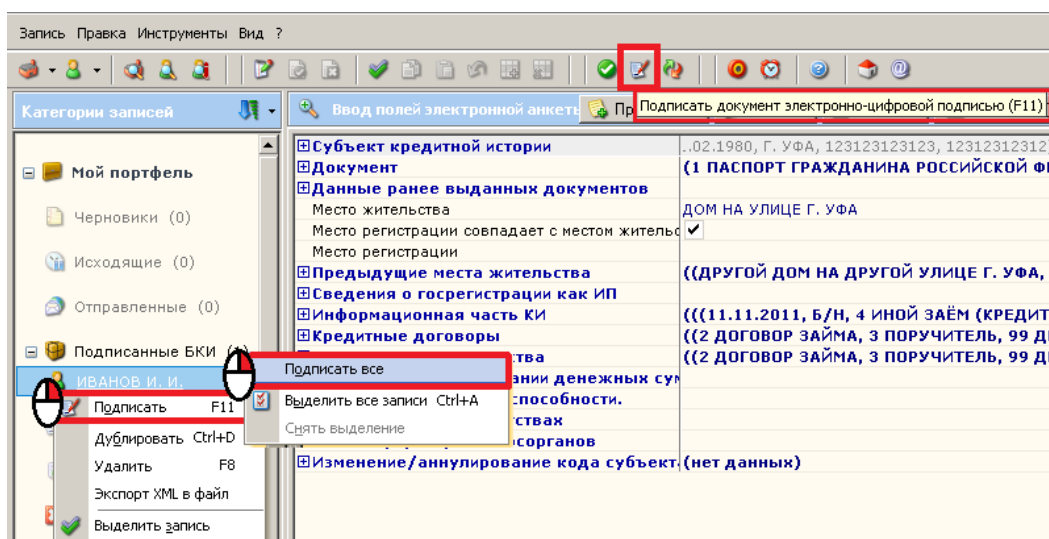 Запись Правка Инструменты Вид ?
Категории записей
Ввод полей электронной анкеты
Подписать документ электронно-цифровой подписью (F11)
Мой портфель
Черновики (0)
Исходящие (0)
Отправленные (0)
Подписанные БКИ
ИВАНОВ И. И.
Подписать F11
Дублировать Ctrl+D
Удалить F8
Экспорт XML в файл
Выделить запись
Подписать все
Выделить все записи Ctrl+A
Снять выделение
Субъект кредитной истории ..02.1980, Г. УФА, 123123123123, 12312312312)
Документ (1 ПАСПОРТ ГРАЖДАНИНА РОССИЙСКОЙ
Данные ранее выданных документов
Место жительства ДОМ НА УЛИЦЕ Г. УФА
Место регистрации совпадает с местом
Место регистрации
Предыдущие места жительства ((ДРУГОЙ ДОМ НА ДРУГОЙ УЛИЦЕ Г. УФА,
Сведения о госрегистрации как ИП
Информационная часть КИ (((11.11.2011, Б/Н, 4 ИНОЙ ЗАЁМ (КРЕДИТ
Кредитные договоры ((2 ДОГОВОР ЗАЙМА, 3 ПОРУЧИТЕЛЬ, 99
тва ((2 ДОГОВОР ЗАЙМА, 3 ПОРУЧИТЕЛЬ, 99
ании денежных
способности.
ствах
сорганов
Изменение/аннулирование кода субъект (нет данных)